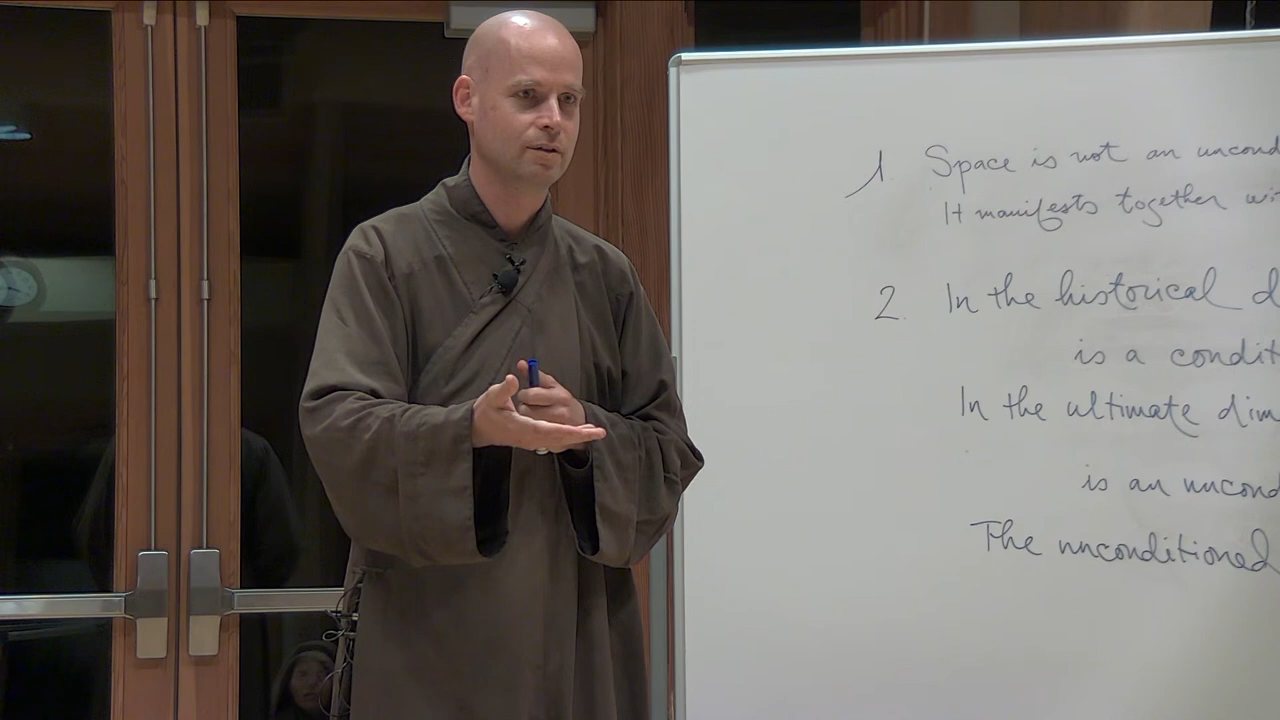 1. Space is not an uncond
It manifests together wi
2. In the historical d
is a condit
In the ultimate dim
is an uncond
The unconditioned